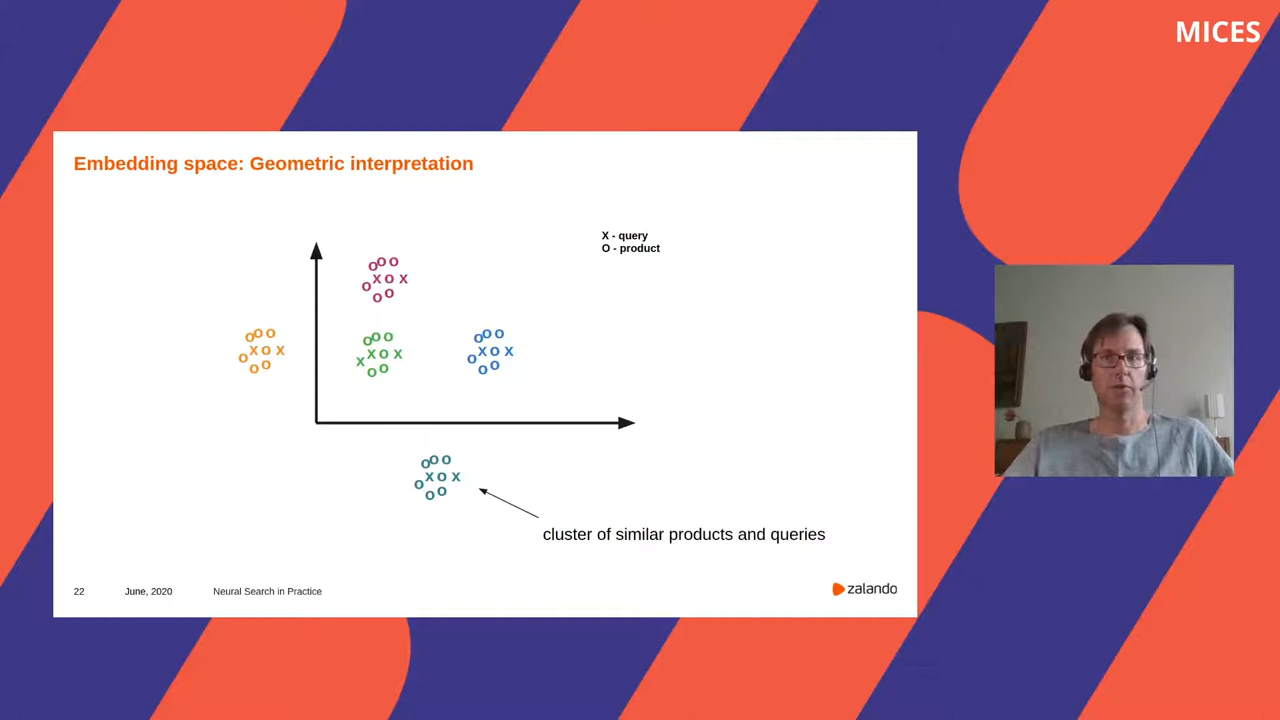 MICES
Embedding space: Geometric interpretation
X - query
O - product
o o o
x o x
o
o o
o o o
x o x
o
o o
o o o
x o x
x
o o
o o o
x o x
o
o o
o o o
x o x
o
o o
cluster of similar products and queries
22 June, 2020 Neural Search in Practice
zalando